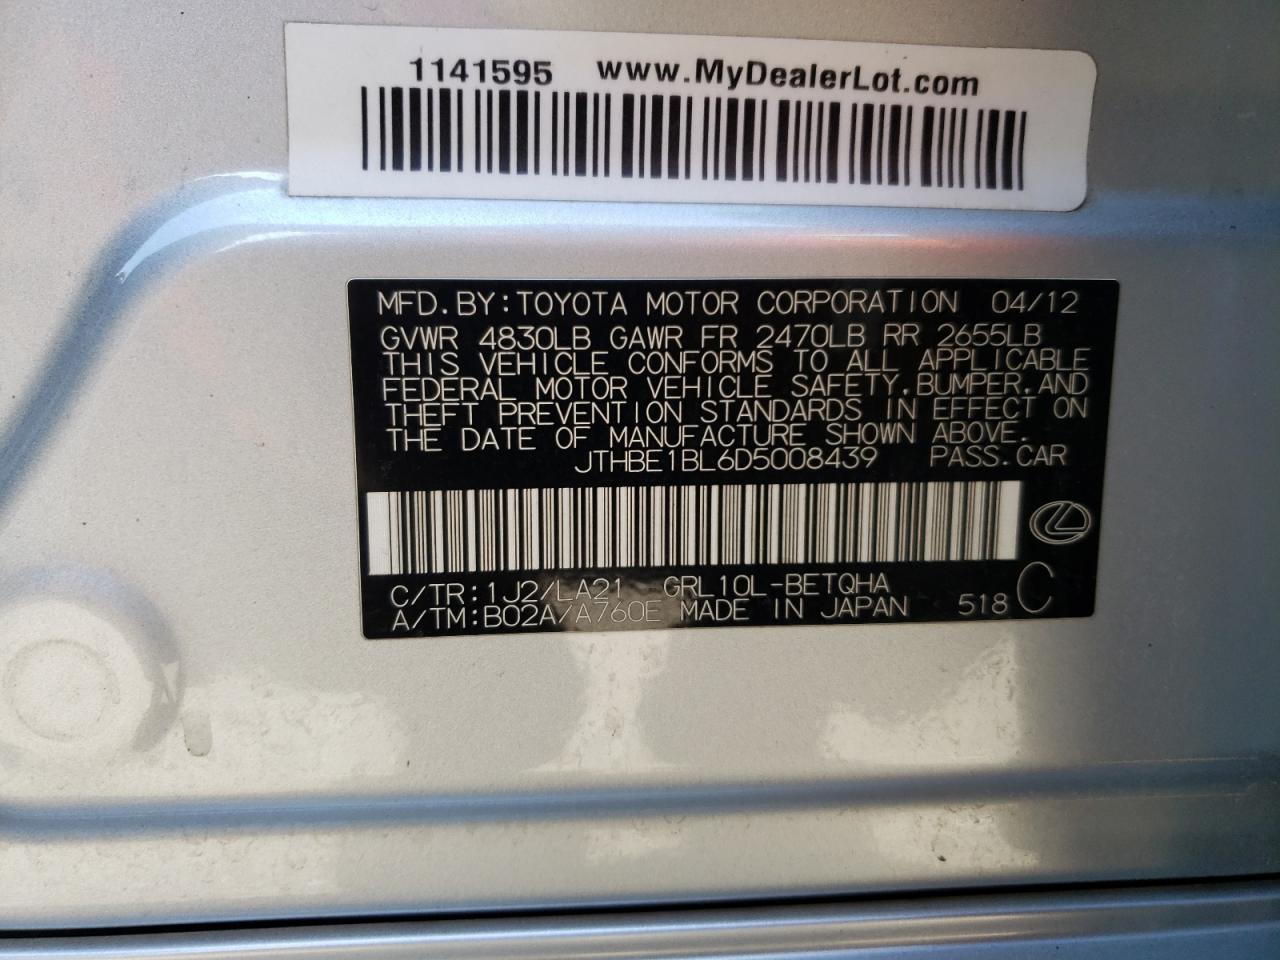 1141595 www.MyDealerLot.com
MFD.BY:TOYOTA MOTOR CORPORATION 04/12
GVWR 4830LB GAWR FR 2470LB RR 2655LB
THIS VEHICLE CONFORMS TO ALL APPLICABLE
FEDERAL MOTOR VEHICLE SAFETY,BUMPER,AND
THEFT PREVENTION STANDARDS IN EFFECT ON
THE DATE OF MANUFACTURE SHOWN ABOVE.
JTHBE1BL6D5008439 PASS.CAR
C/TR:1J2/LA21 GRL10L-BETQHA
A/TM:B02A/A760E MADE IN JAPAN 518 C